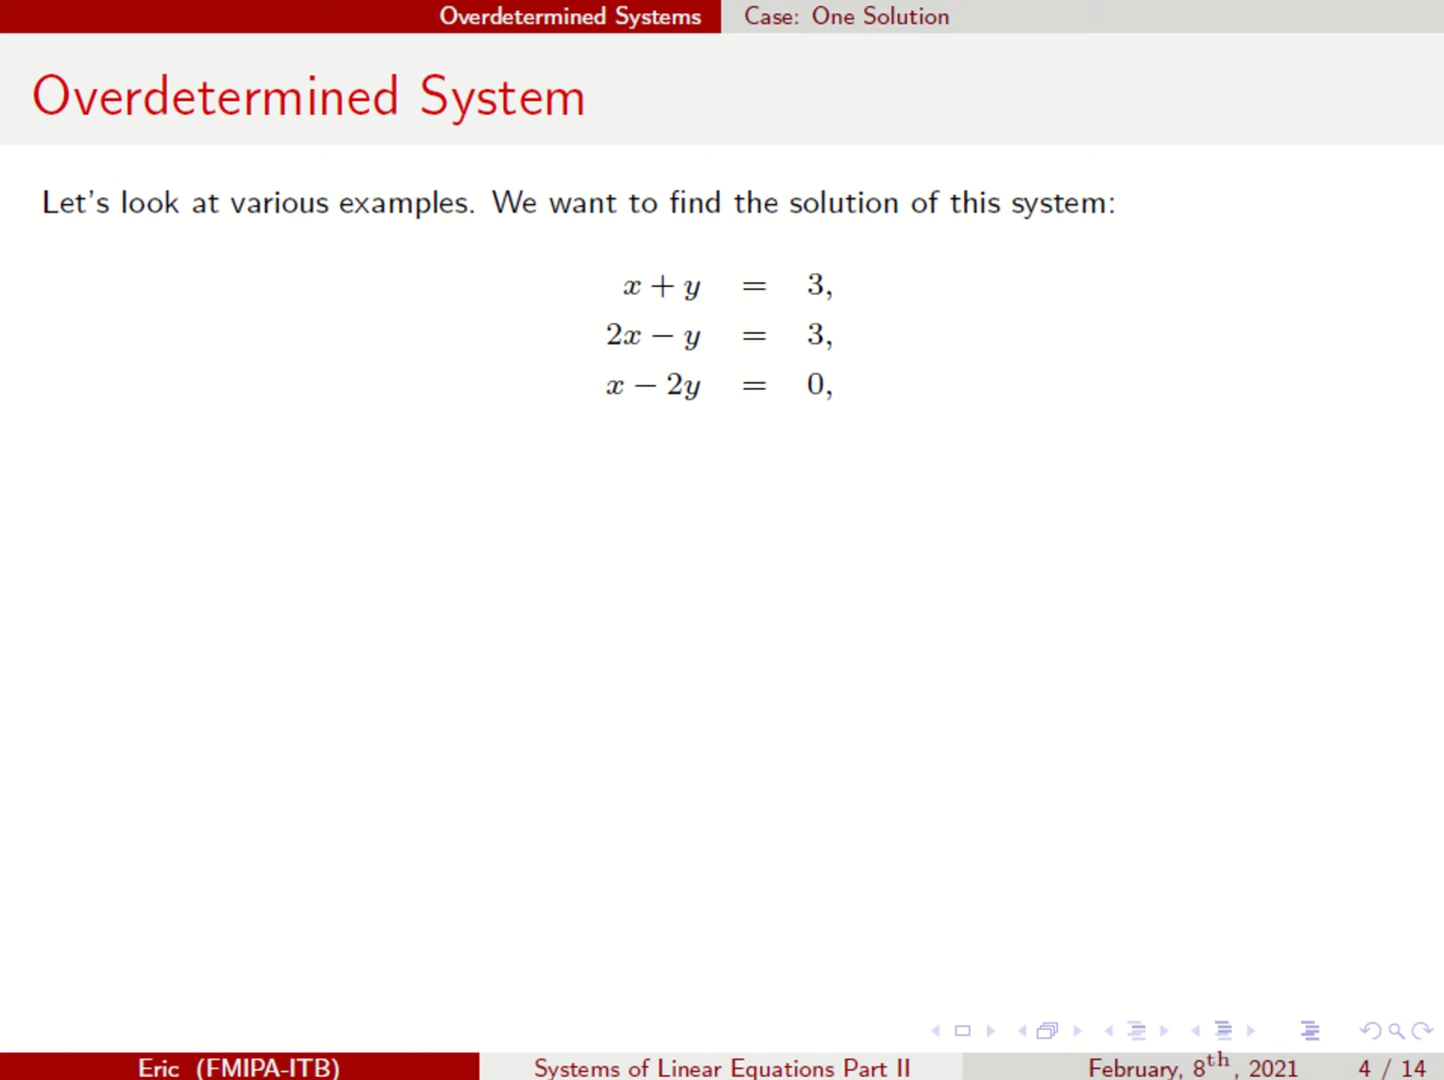 Overdetermined Systems Case: One Solution
Overdetermined System
Let's look at various examples. We want to find the solution of this system:
x + y = 3,
2x − y = 3,
x − 2y = 0,
Eric (FMIPA-ITB) Systems of Linear Equations Part II February, 8th, 2021 4 / 14